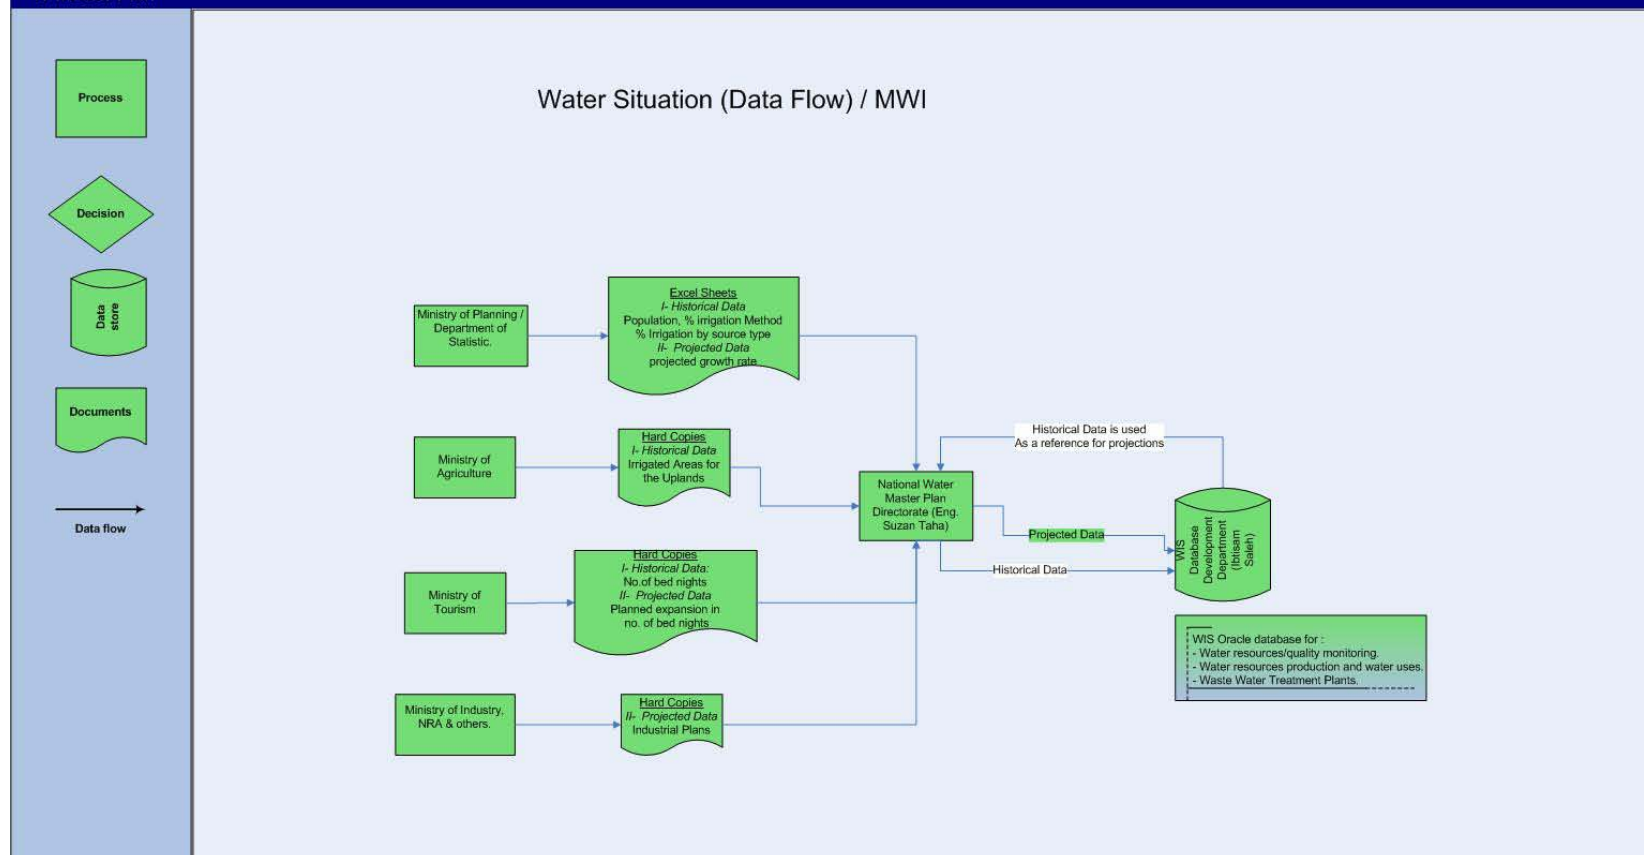 Process
Decision
Data
store
Documents
Data flow
Water Situation (Data Flow) / MWI
Ministry of Planning /
Department of
Statistic.
Excel Sheets
I- Historical Data
Population, % irrigation Method
% Irrigation by source type
II- Projected Data
projected growth rate
Ministry of
Agriculture
Hard Copies
I- Historical Data
Irrigated Areas for
the Uplands
Ministry of
Tourism
Hard Copies
I- Historical Data:
No.of bed nights
II- Projected Data
Planned expansion in
no. of bed nights
Ministry of Industry,
NRA & others.
Hard Copies
II- Projected Data
Industrial Plans
National Water
Master Plan
Directorate (Eng.
Suzan Taha)
Historical Data is used
As a reference for projections
Projected Data
Historical Data
WIS
Database
Development
Department
(Ibtisam
Saleh)
WIS Oracle database for :
- Water resources/quality monitoring.
- Water resources production and water uses.
- Waste Water Treatment Plants.